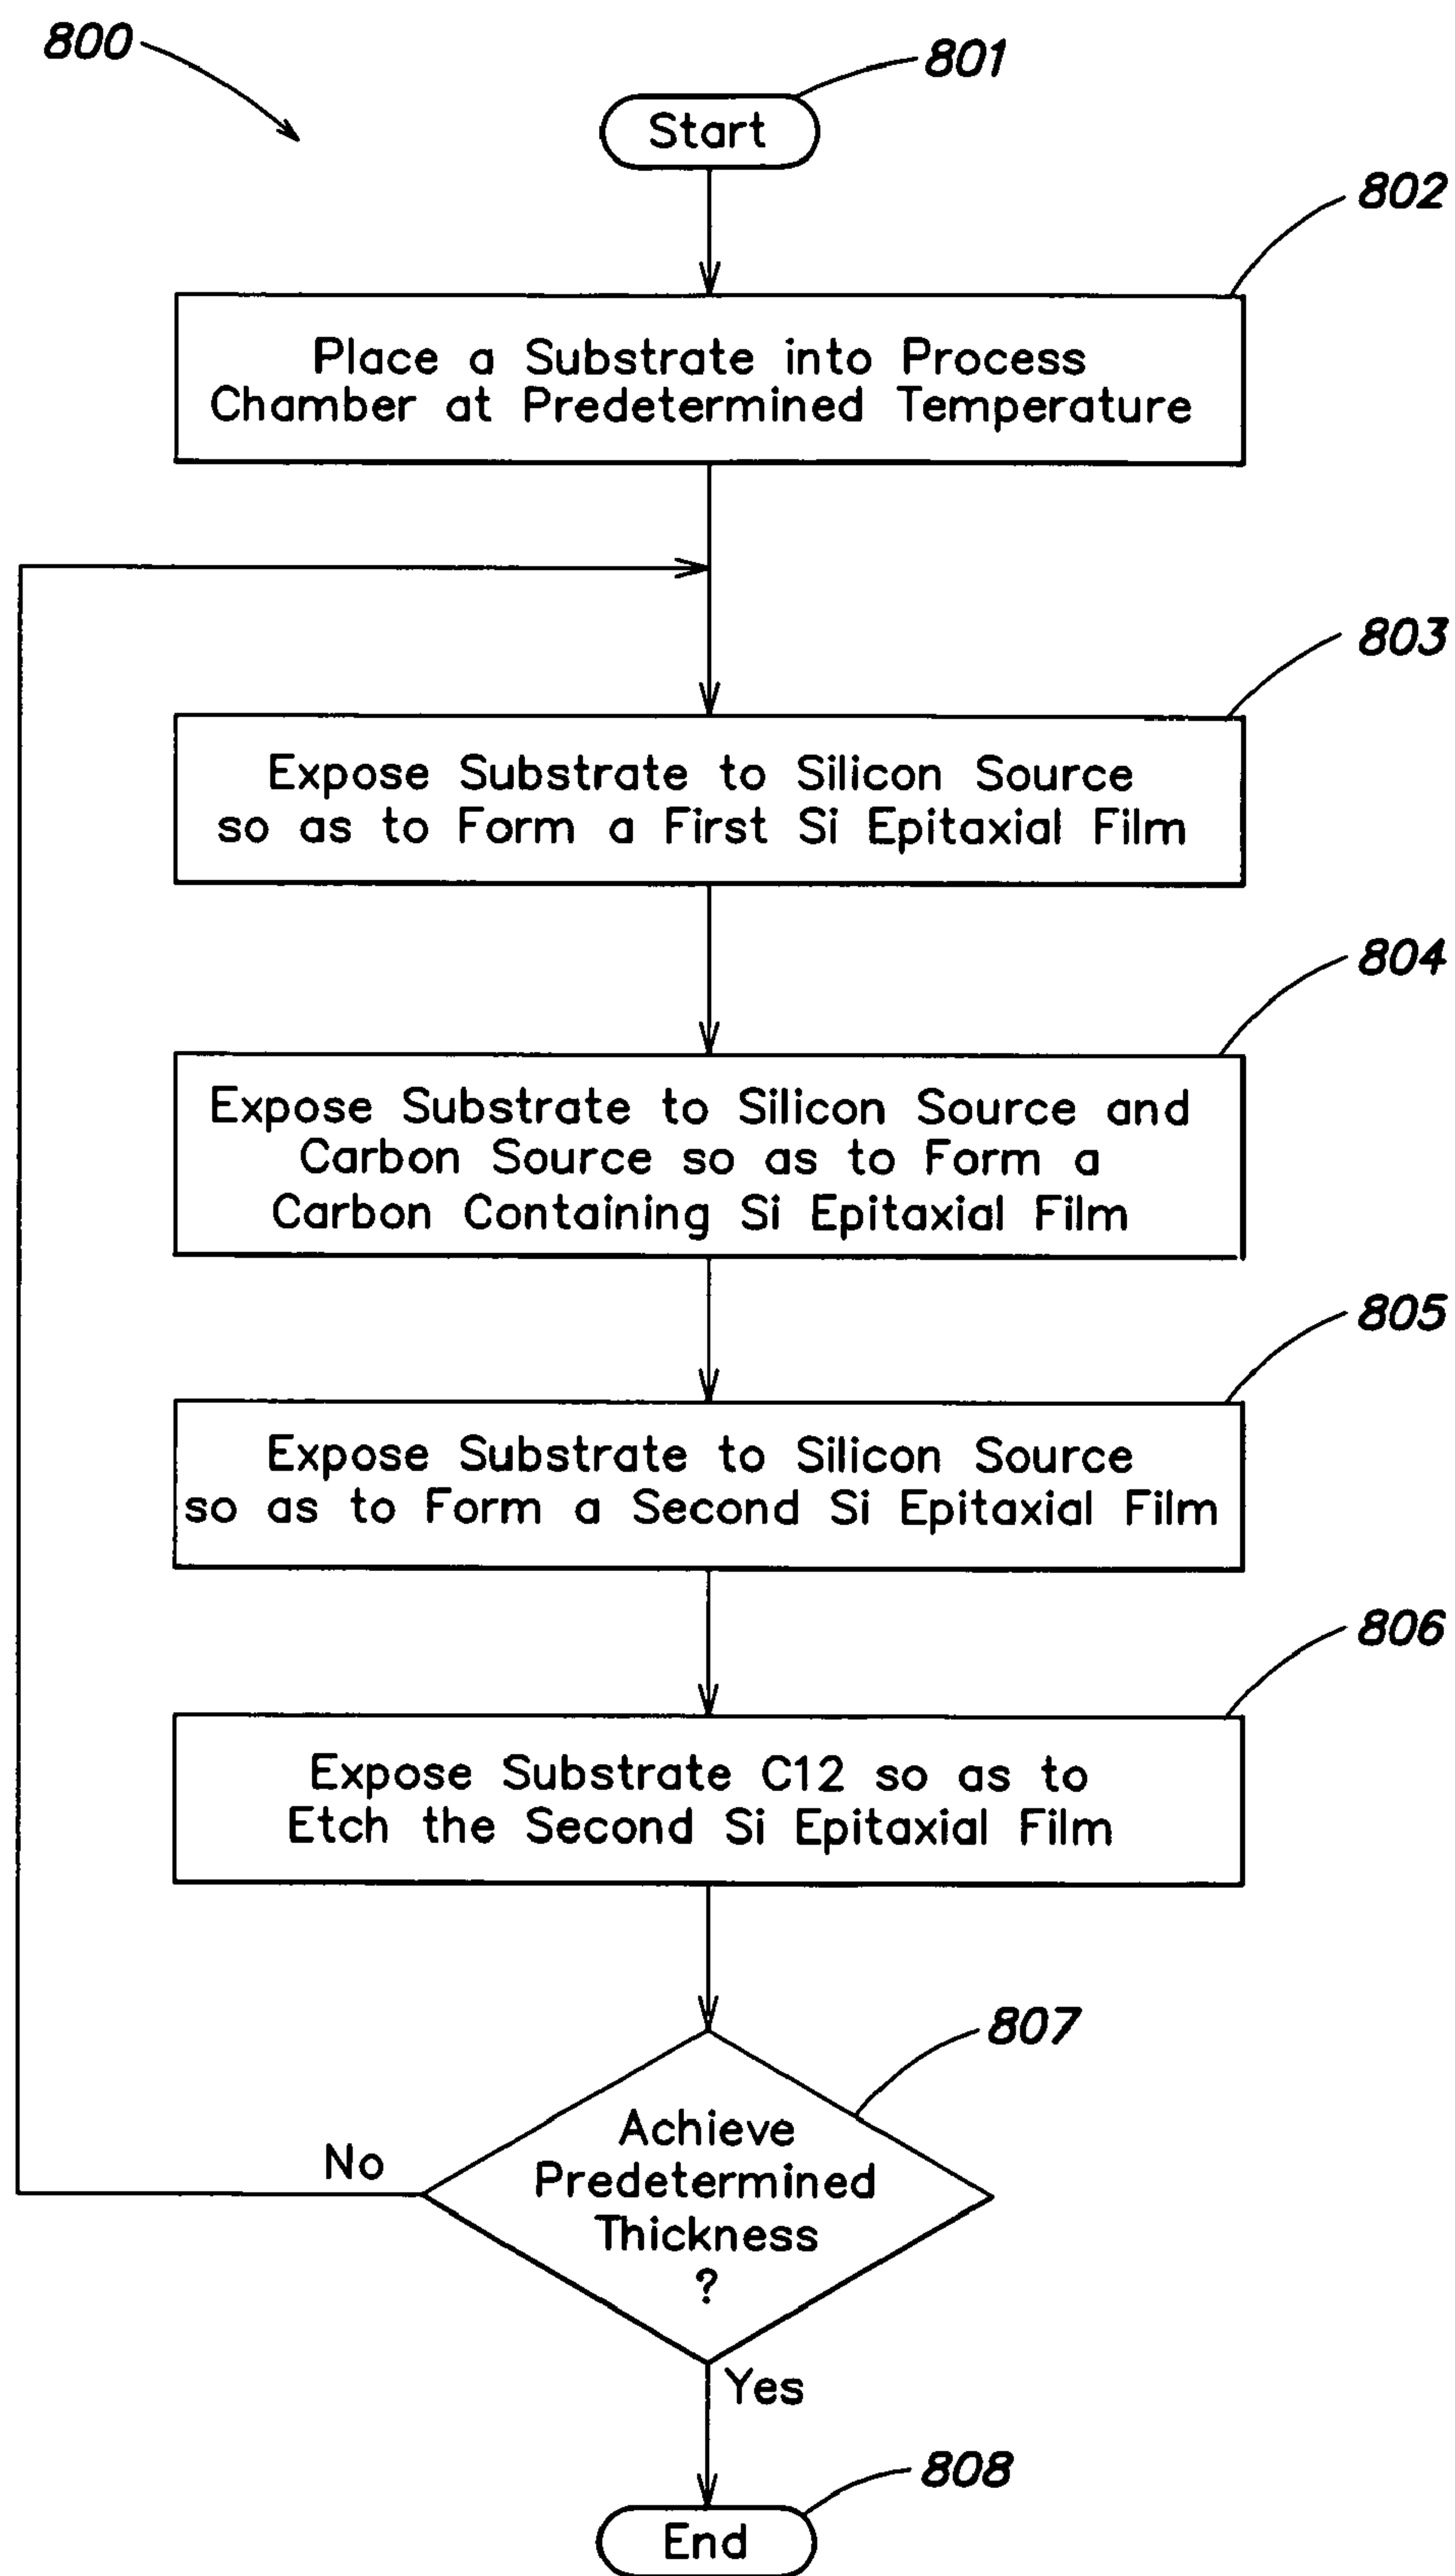 800
801
Start
802
Place a Substrate into Process
Chamber at Predetermined Temperature
803
Expose Substrate to Silicon Source
so as to Form a First Si Epitaxial Film
804
Expose Substrate to Silicon Source and
Carbon Source so as to Form a
Carbon Containing Si Epitaxial Film
805
Expose Substrate to Silicon Source
so as to Form a Second Si Epitaxial Film
806
Expose Substrate C12 so as to
Etch the Second Si Epitaxial Film
807
Achieve
Predetermined
Thickness
?
No
Yes
808
End